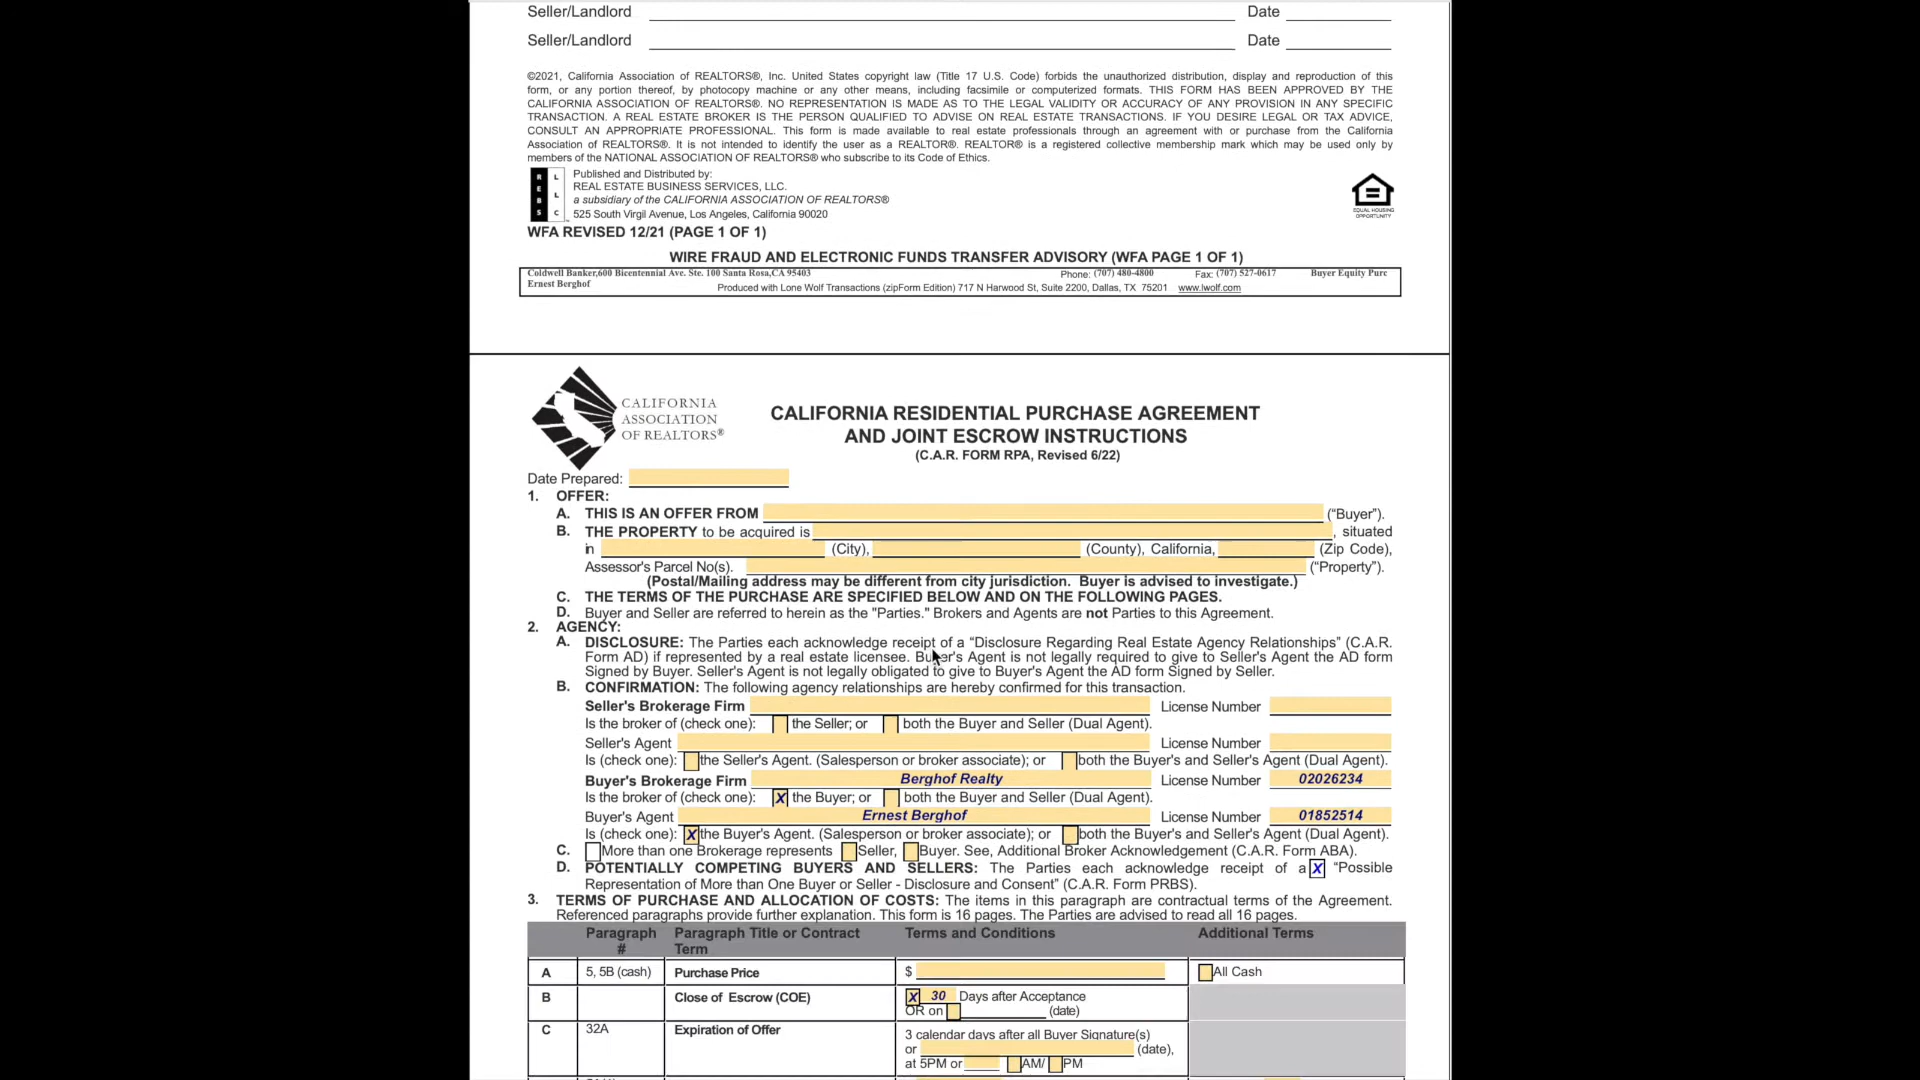 Seller/Landlord Date
Seller/Landlord Date
©2021, California Association of REALTORS®, Inc. United States copyright law (Title 17 U.S. Code) forbids the unauthorized distribution, display and reproduction of this
form, or any portion thereof, by photocopy machine or any other means, including facsimile or computerized formats. THIS FORM HAS BEEN APPROVED BY THE
CALIFORNIA ASSOCIATION OF REALTORS®. NO REPRESENTATION IS MADE AS TO THE LEGAL VALIDITY OR ACCURACY OF ANY PROVISION IN ANY SPECIFIC
TRANSACTION. A REAL ESTATE BROKER IS THE PERSON QUALIFIED TO ADVISE ON REAL ESTATE TRANSACTIONS. IF YOU DESIRE LEGAL OR TAX ADVICE,
CONSULT AN APPROPRIATE PROFESSIONAL. This form is made available to real estate professionals through an agreement with or purchase from the California
Association of REALTORS®. It is not intended to identify the user as a REALTOR®. REALTOR® is a registered collective membership mark which may be used only by
members of the NATIONAL ASSOCIATION OF REALTORS® who subscribe to its Code of Ethics.
R L
E L
B
S C
Published and Distributed by:
REAL ESTATE BUSINESS SERVICES, LLC.
a subsidiary of the CALIFORNIA ASSOCIATION OF REALTORS®
525 South Virgil Avenue, Los Angeles, California 90020
EQUAL HOUSING
OPPORTUNITY
WFA REVISED 12/21 (PAGE 1 OF 1)
WIRE FRAUD AND ELECTRONIC FUNDS TRANSFER ADVISORY (WFA PAGE 1 OF 1)
Coldwell Banker,600 Bicentennial Ave. Ste. 100 Santa Rosa,CA 95403 Phone: (707) 480-4800 Fax: (707) 527-0617 Buyer Equity Purc
Ernest Berghof Produced with Lone Wolf Transactions (zipForm Edition) 717 N Harwood St, Suite 2200, Dallas, TX 75201 www.lwolf.com
CALIFORNIA
ASSOCIATION
OF REALTORS®
CALIFORNIA RESIDENTIAL PURCHASE AGREEMENT
AND JOINT ESCROW INSTRUCTIONS
(C.A.R. FORM RPA, Revised 6/22)
Date Prepared:
1. OFFER:
A. THIS IS AN OFFER FROM (“Buyer”).
B. THE PROPERTY to be acquired is , situated
in (City), (County), California, (Zip Code),
Assessor's Parcel No(s). (“Property”).
(Postal/Mailing address may be different from city jurisdiction. Buyer is advised to investigate.)
C. THE TERMS OF THE PURCHASE ARE SPECIFIED BELOW AND ON THE FOLLOWING PAGES.
D. Buyer and Seller are referred to herein as the "Parties." Brokers and Agents are not Parties to this Agreement.
2. AGENCY:
A. DISCLOSURE: The Parties each acknowledge receipt of a “Disclosure Regarding Real Estate Agency Relationships” (C.A.R.
Form AD) if represented by a real estate licensee. Buyer's Agent is not legally required to give to Seller's Agent the AD form
Signed by Buyer. Seller's Agent is not legally obligated to give to Buyer's Agent the AD form Signed by Seller.
B. CONFIRMATION: The following agency relationships are hereby confirmed for this transaction.
Seller's Brokerage Firm License Number
Is the broker of (check one): the Seller; or both the Buyer and Seller (Dual Agent).
Seller's Agent License Number
Is (check one): the Seller's Agent. (Salesperson or broker associate); or both the Buyer's and Seller's Agent (Dual Agent).
Buyer's Brokerage Firm Berghof Realty License Number 02026234
Is the broker of (check one): X the Buyer; or both the Buyer and Seller (Dual Agent).
Buyer's Agent Ernest Berghof License Number 01852514
Is (check one): X the Buyer's Agent. (Salesperson or broker associate); or both the Buyer's and Seller's Agent (Dual Agent).
C. More than one Brokerage represents Seller, Buyer. See, Additional Broker Acknowledgement (C.A.R. Form ABA).
D. POTENTIALLY COMPETING BUYERS AND SELLERS: The Parties each acknowledge receipt of a X “Possible
Representation of More than One Buyer or Seller - Disclosure and Consent” (C.A.R. Form PRBS).
3. TERMS OF PURCHASE AND ALLOCATION OF COSTS: The items in this paragraph are contractual terms of the Agreement.
Referenced paragraphs provide further explanation. This form is 16 pages. The Parties are advised to read all 16 pages.
Paragraph # Paragraph Title or Contract Term Terms and Conditions Additional Terms
A 5, 5B (cash) Purchase Price $ All Cash
B Close of Escrow (COE) X 30 Days after Acceptance
OR on (date)
C 32A Expiration of Offer 3 calendar days after all Buyer Signature(s)
or (date),
at 5PM or AM/ PM